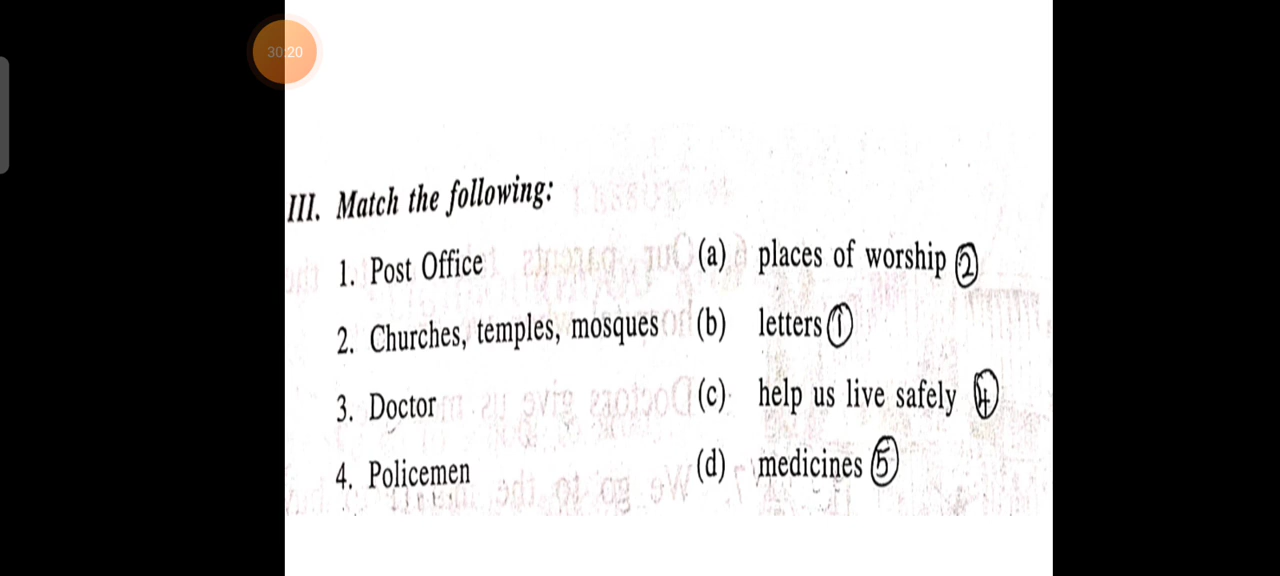 30:20
III. Match the following:
1. Post Office (a) places of worship 2
2. Churches, temples, mosques (b) letters 1
3. Doctor (c) help us live safely 4
4. Policemen (d) medicines 5